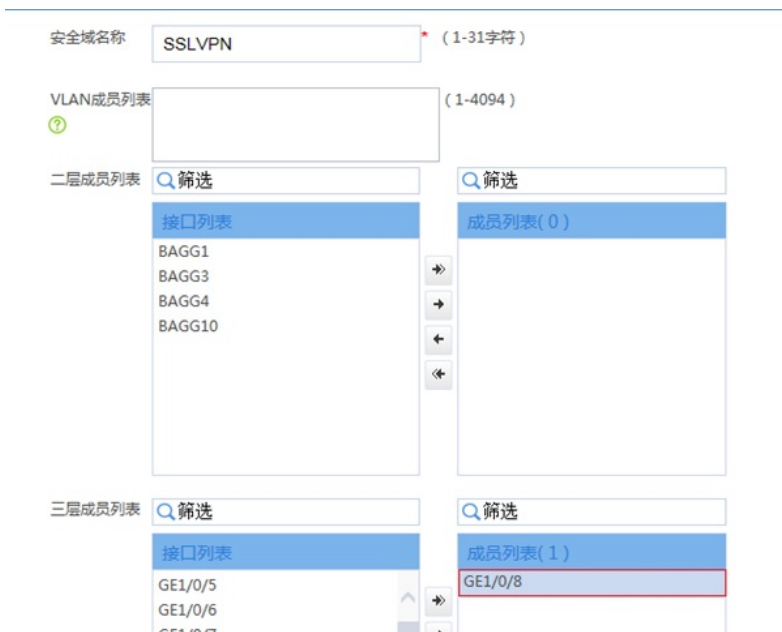 安全域名称 SSLVPN * (1-31字符)
VLAN成员列表 (1-4094)
二层成员列表 筛选 筛选
接口列表 成员列表(0)
BAGG1
BAGG3
BAGG4
BAGG10
三层成员列表 筛选 筛选
接口列表 成员列表(1)
GE1/0/5 GE1/0/8
GE1/0/6